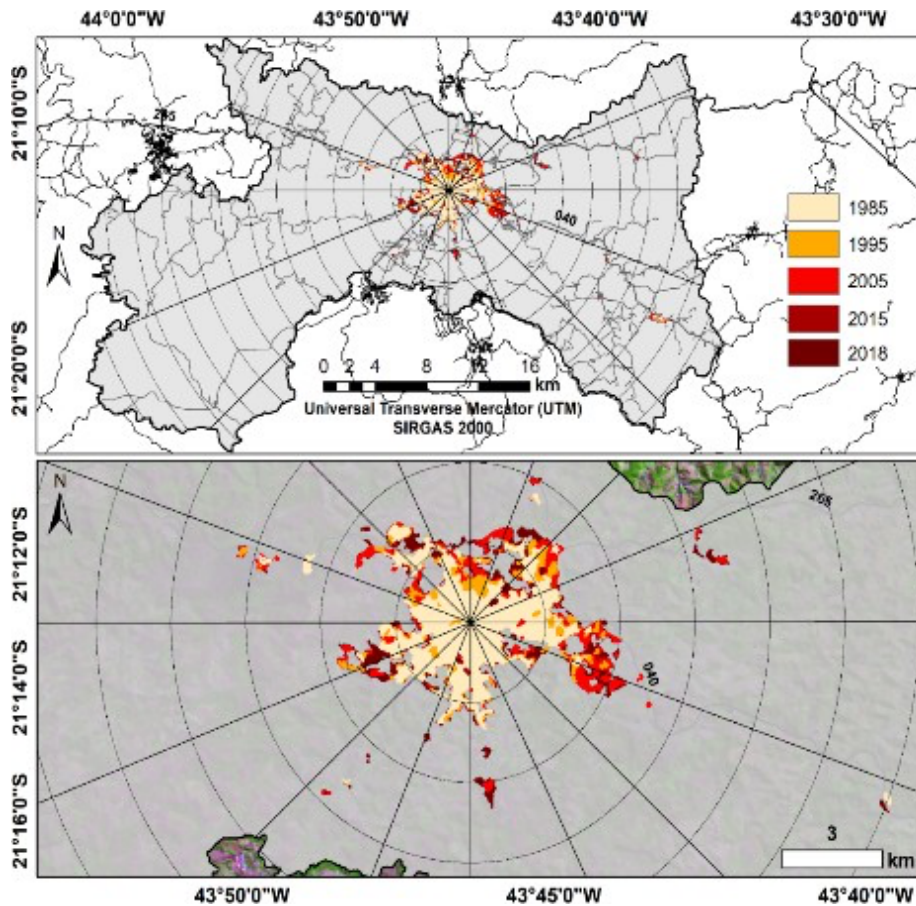 44°0'0"W 43°50'0"W 43°40'0"W 43°30'0"W
21°10'0"S
21°20'0"S
265
040
N
1985
1995
2005
2015
2018
0 2 4 8 12 16
km
Universal Transverse Mercator (UTM)
SIRGAS 2000
N
265
040
21°12'0"S
21°14'0"S
21°16'0"S
3
km
43°50'0"W 43°45'0"W 43°40'0"W